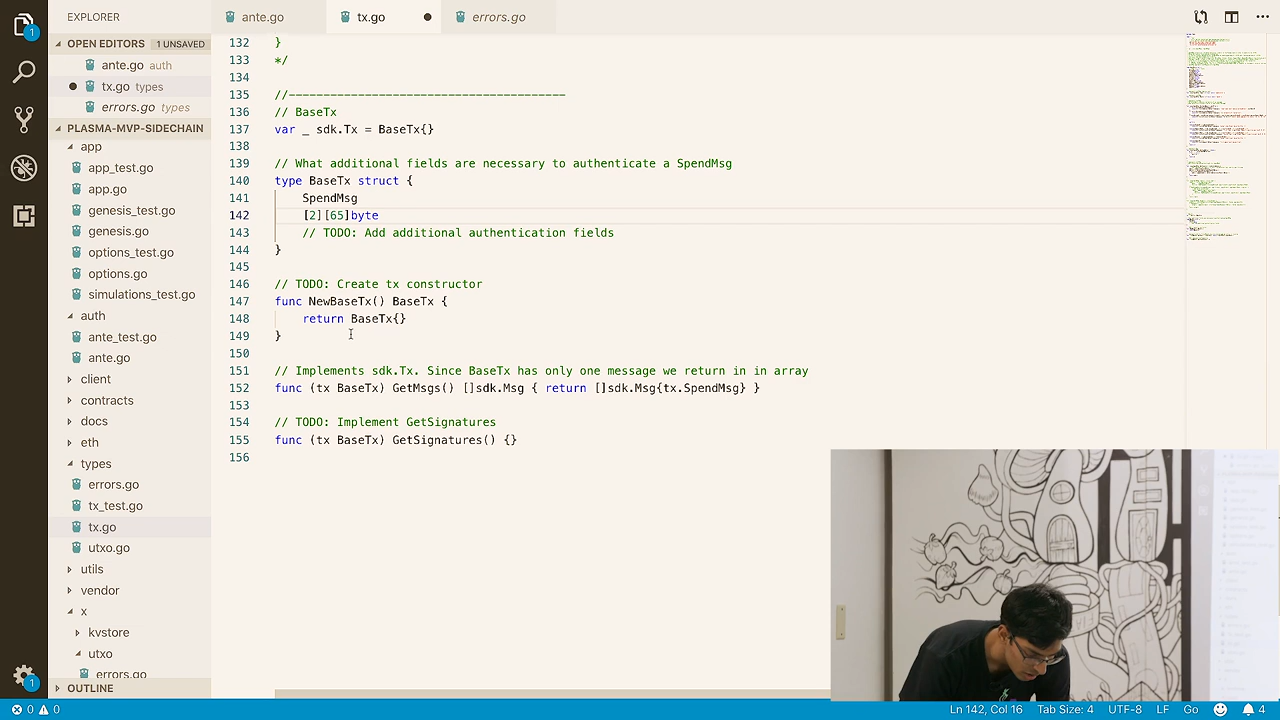 EXPLORER
OPEN EDITORS 1 UNSAVED
ante.go auth
tx.go types
errors.go types
PLASMA-MVP-SIDECHAIN
app
app_test.go
app.go
genesis_test.go
genesis.go
options_test.go
options.go
simulations_test.go
auth
ante_test.go
ante.go
client
contracts
docs
eth
types
errors.go
tx_test.go
tx.go
utxo.go
utils
vendor
x
kvstore
utxo
errors.go
OUTLINE
1
1
ante.go tx.go errors.go
132 }
133 */
134
135 //----------------------------------------
136 // BaseTx
137 var _ sdk.Tx = BaseTx{}
138
139 // What additional fields are necessary to authenticate a SpendMsg
140 type BaseTx struct {
141 SpendMsg
142 [2][65]byte
143 // TODO: Add additional authentication fields
144 }
145
146 // TODO: Create tx constructor
147 func NewBaseTx() BaseTx {
148 return BaseTx{}
149 }
150
151 // Implements sdk.Tx. Since BaseTx has only one message we return in in array
152 func (tx BaseTx) GetMsgs() []sdk.Msg { return []sdk.Msg{tx.SpendMsg} }
153
154 // TODO: Implement GetSignatures
155 func (tx BaseTx) GetSignatures() {}
156
0 0 Ln 142, Col 16 Tab Size: 4 UTF-8 LF Go 4